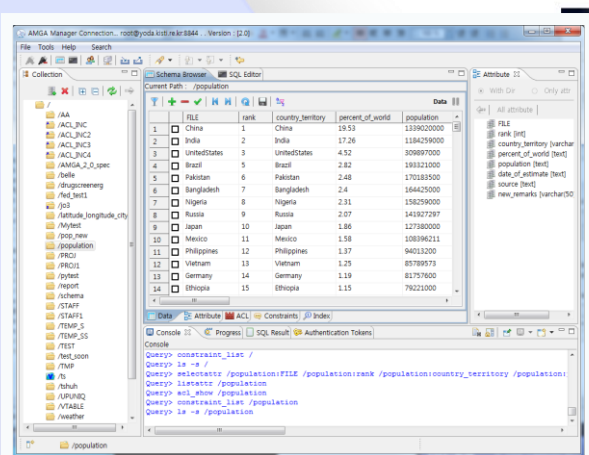 AMGA Manager Connection... root@yoda.kisti.re.kr:8844 . . Version : [2.0]
File Tools Help Search
Collection
Schema Browser SQL Editor
Attribute
Current Path : /population
With Dir Only attr
Data
All attribute
FILE rank country_territory percent_of_world population
1 China 1 China 19.53 1339020000
2 India 2 India 17.26 1184259000
3 UnitedStates 3 UnitedStates 4.52 309897000
4 Brazil 5 Brazil 2.82 193321000
5 Pakistan 6 Pakistan 2.48 170183500
6 Bangladesh 7 Bangladesh 2.4 164425000
7 Nigeria 8 Nigeria 2.31 158259000
8 Russia 9 Russia 2.07 141927297
9 Japan 10 Japan 1.86 127380000
10 Mexico 11 Mexico 1.58 108396211
11 Philippines 12 Philippines 1.37 94013200
12 Vietnam 13 Vietnam 1.25 85789573
13 Germany 14 Germany 1.19 81757600
14 Ethiopia 15 Ethiopia 1.15 79221000
/
/AA
/ACL_INC
/ACL_INC2
/ACL_INC3
/ACL_INC4
/AMGA_2_0_spec
/belle
/drugscreenerg
/fed_test1
/jo3
/latitude_longitude_city
/Mytest
/pop_new
/population
/PROJ
/PROJ1
/pytest
/report
/schema
/STAFF
/STAFF1
/TEMP_S
/TEMP_SS
/TEST
/test_soon
/TMP
/ts
/tshuh
/UPUNIQ
/VTABLE
/weather
FILE
rank [int]
country_territory [varchar
percent_of_world [text]
population [text]
date_of_estimate [text]
source [text]
new_remarks [varchar(50
Data Attribute ACL Constraints Index
Console Progress SQL Result Authentication Tokens
Console
Query> constraint_list /
Query> ls -s /
Query> selectattr /population:FILE /population:rank /population:country_territory /population:
Query> listattr /population
Query> acl_show /population
Query> constraint_list /population
Query> ls -s /population
/population